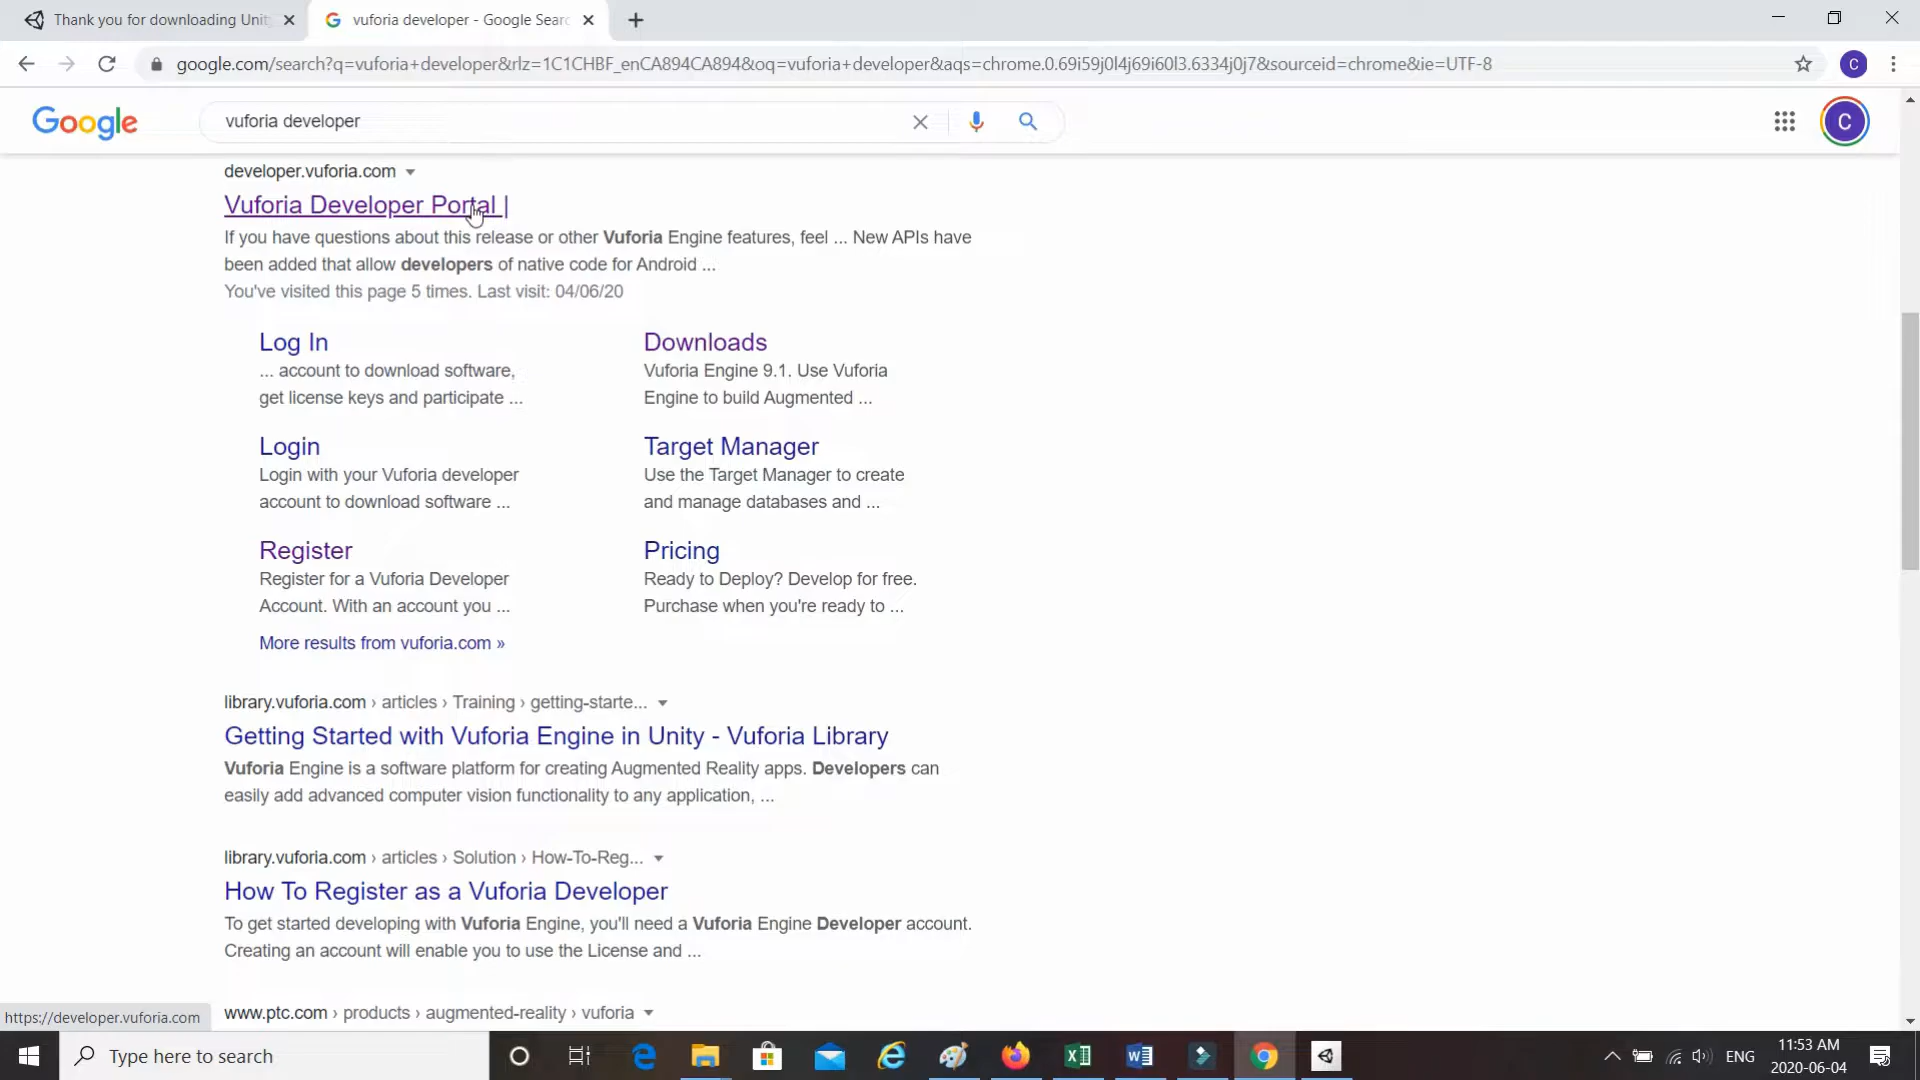 Thank you for downloading Unit
vuforia developer - Google Searc
google.com/search?q=vuforia+developer&rlz=1C1CHBF_enCA894CA894&oq=vuforia+developer&aqs=chrome.0.69i59j0l4j69i60l3.6334j0j7&sourceid=chrome&ie=UTF-8
C
Google
vuforia developer
C
developer.vuforia.com
Vuforia Developer Portal |
If you have questions about this release or other Vuforia Engine features, feel ... New APIs have
been added that allow developers of native code for Android ...
You've visited this page 5 times. Last visit: 04/06/20
Log In
... account to download software,
get license keys and participate ...
Downloads
Vuforia Engine 9.1. Use Vuforia
Engine to build Augmented ...
Login
Login with your Vuforia developer
account to download software ...
Target Manager
Use the Target Manager to create
and manage databases and ...
Register
Register for a Vuforia Developer
Account. With an account you ...
Pricing
Ready to Deploy? Develop for free.
Purchase when you're ready to ...
More results from vuforia.com »
library.vuforia.com › articles › Training › getting-starte...
Getting Started with Vuforia Engine in Unity - Vuforia Library
Vuforia Engine is a software platform for creating Augmented Reality apps. Developers can
easily add advanced computer vision functionality to any application, ...
library.vuforia.com › articles › Solution › How-To-Reg...
How To Register as a Vuforia Developer
To get started developing with Vuforia Engine, you'll need a Vuforia Engine Developer account.
Creating an account will enable you to use the License and ...
www.ptc.com › products › augmented-reality › vuforia
https://developer.vuforia.com
Type here to search
ENG
11:53 AM
2020-06-04